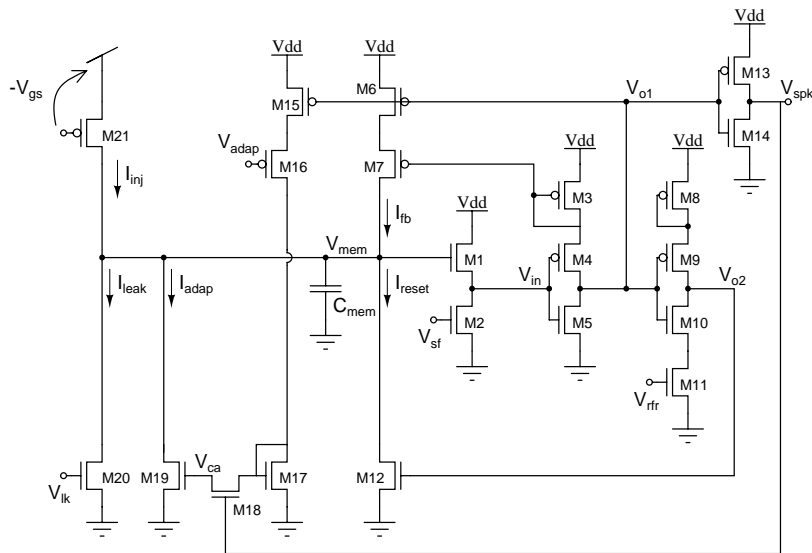 Vdd
Vdd
Vdd
M13
Vspk
-Vgs
M15
M6
Vo1
M14
M21
Vadap
M16
M7
Vdd
Vdd
M3
M8
Iinj
Vdd
Ifb
Vmem
M1
M4
M9
Vin
Vo2
Ileak
Iadap
Cmem
Ireset
M2
M5
M10
Vsf
M11
Vrfr
Vca
M20
M19
M17
M12
Vlk
M18